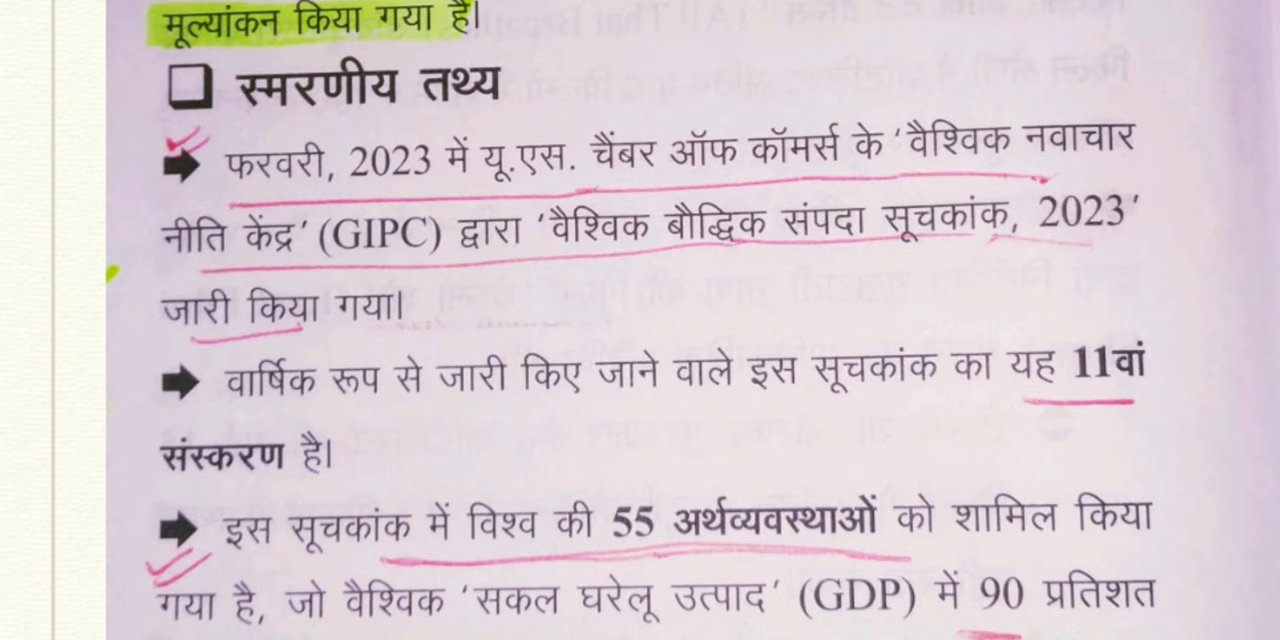 मूल्यांकन किया गया है।
❑ स्मरणीय तथ्य
➡ फरवरी, 2023 में यू.एस. चैंबर ऑफ कॉमर्स के ‘वैश्विक नवाचार
नीति केंद्र’ (GIPC) द्वारा ‘वैश्विक बौद्धिक संपदा सूचकांक, 2023’
जारी किया गया।
➡ वार्षिक रूप से जारी किए जाने वाले इस सूचकांक का यह 11वां
संस्करण है।
➡ इस सूचकांक में विश्व की 55 अर्थव्यवस्थाओं को शामिल किया
गया है, जो वैश्विक ‘सकल घरेलू उत्पाद’ (GDP) में 90 प्रतिशत